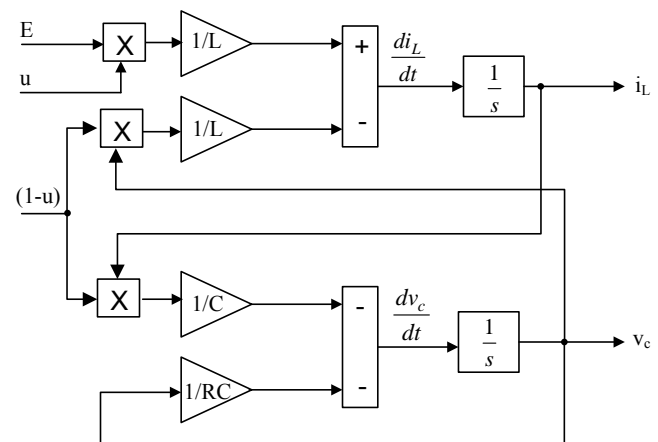 E
X
1/L
+
di_L/dt
1/s
i_L
u
X
1/L
-
(1-u)
X
1/C
-
dv_c/dt
1/s
v_c
1/RC
-